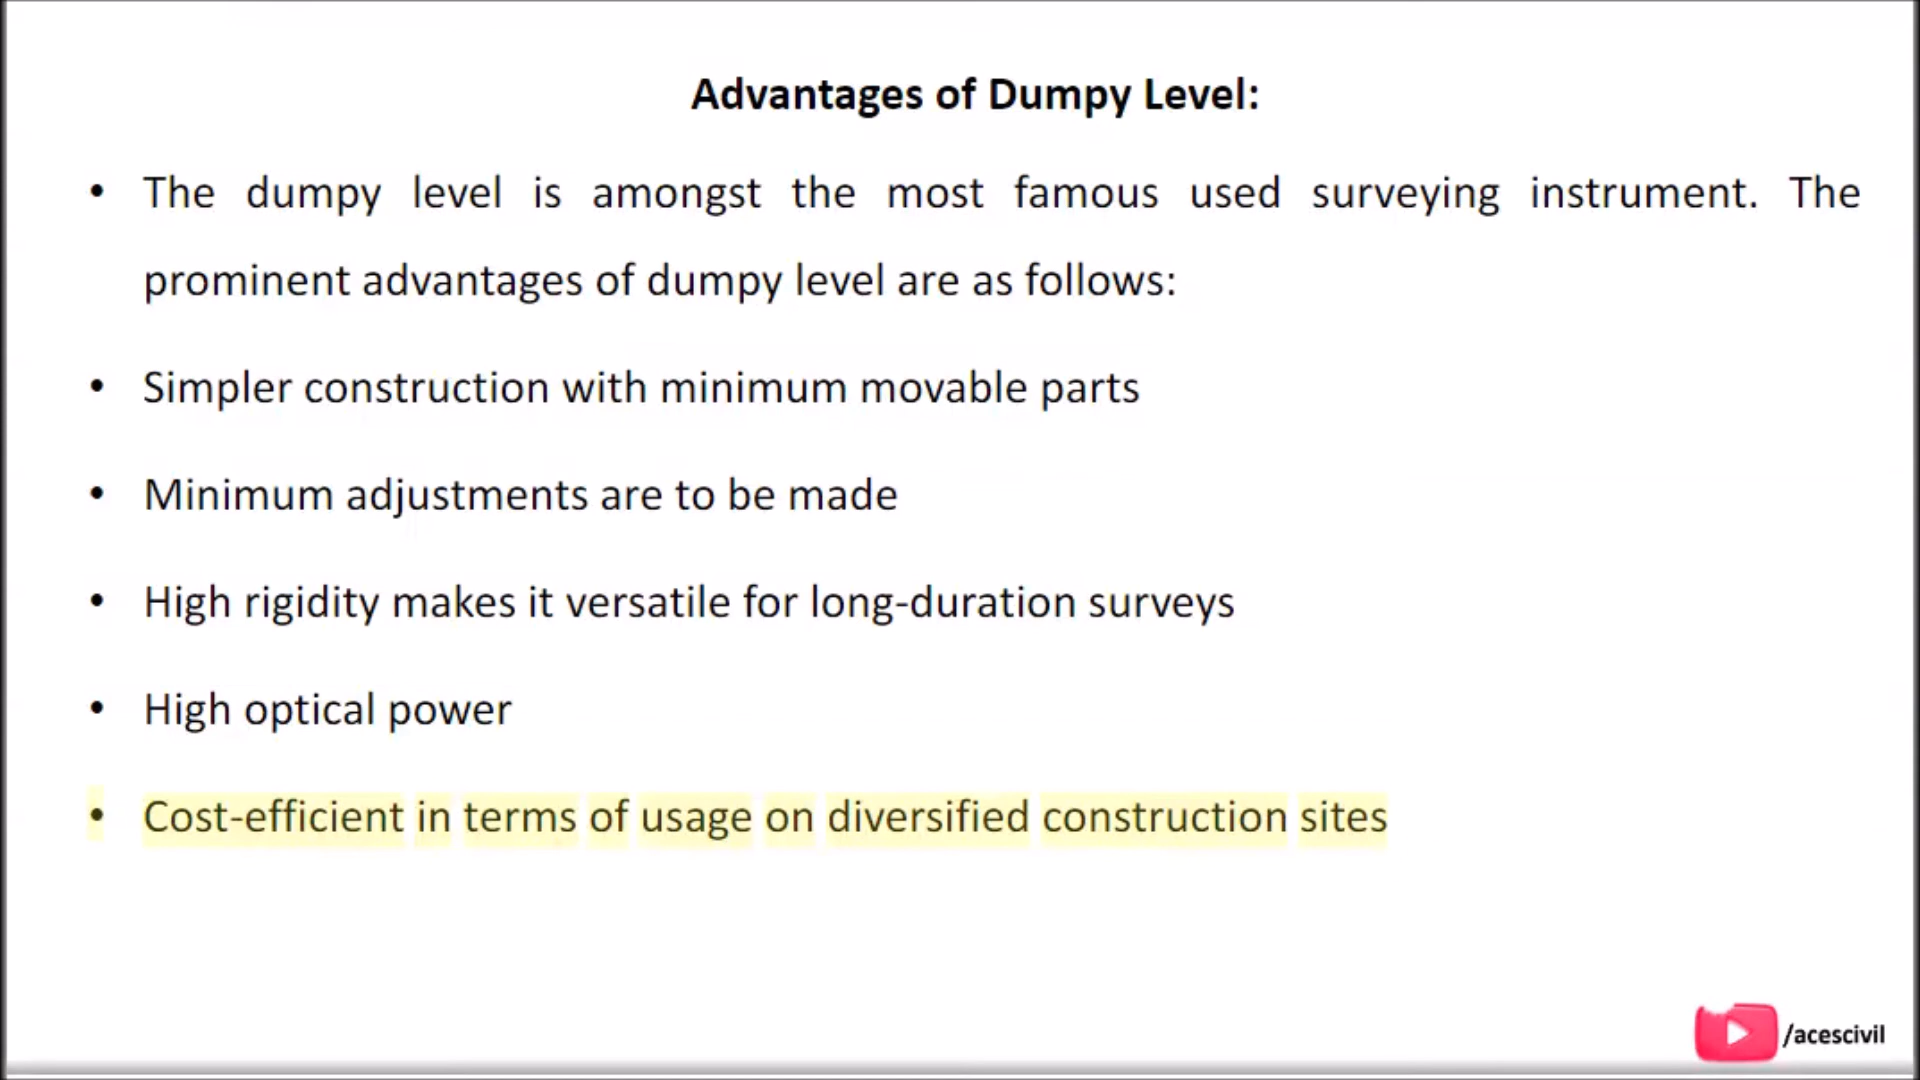 Advantages of Dumpy Level:
• The dumpy level is amongst the most famous used surveying instrument. The
prominent advantages of dumpy level are as follows:
• Simpler construction with minimum movable parts
• Minimum adjustments are to be made
• High rigidity makes it versatile for long-duration surveys
• High optical power
• Cost-efficient in terms of usage on diversified construction sites
/acescivil